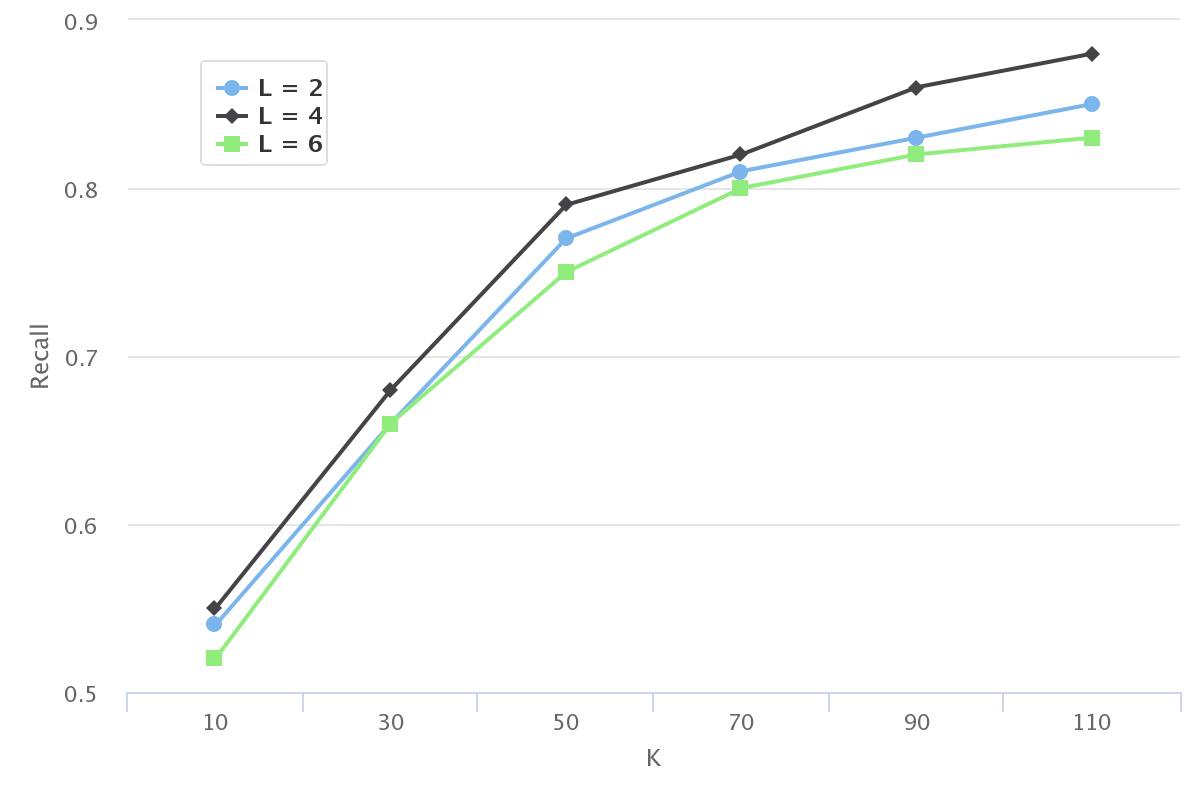 0.9
L = 2
L = 4
L = 6
0.8
0.7
Recall
0.6
0.5
10 30 50 70 90 110
K